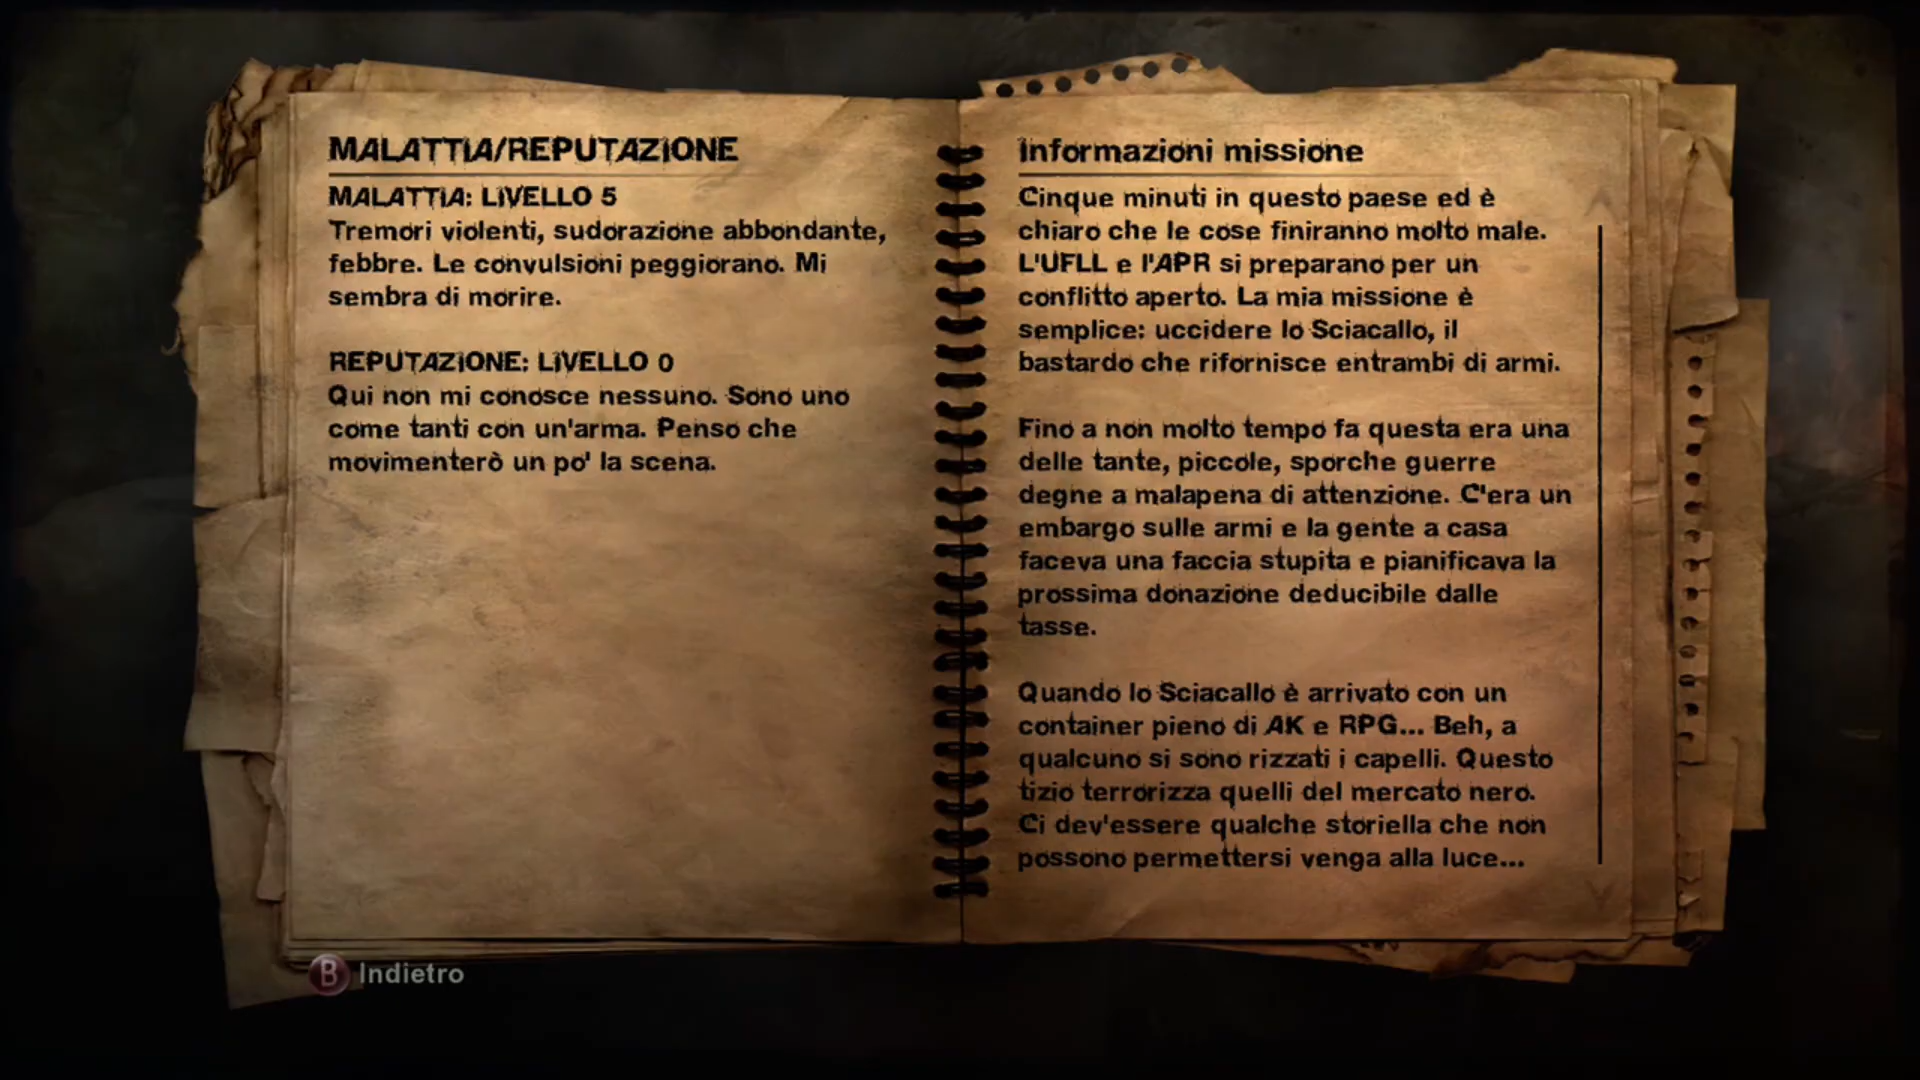 MALATTIA/REPUTAZIONE
MALATTIA: LIVELLO 5
Tremori violenti, sudorazione abbondante,
febbre. Le convulsioni peggiorano. Mi
sembra di morire.
REPUTAZIONE: LIVELLO 0
Qui non mi conosce nessuno. Sono uno
come tanti con un'arma. Penso che
movimenterò un po' la scena.
Informazioni missione
Cinque minuti in questo paese ed è
chiaro che le cose finiranno molto male.
L'UFLL e l'APR si preparano per un
conflitto aperto. La mia missione è
semplice: uccidere lo Sciacallo, il
bastardo che rifornisce entrambi di armi.
Fino a non molto tempo fa questa era una
delle tante, piccole, sporche guerre
degne a malapena di attenzione. C'era un
embargo sulle armi e la gente a casa
faceva una faccia stupita e pianificava la
prossima donazione deducibile dalle
tasse.
Quando lo Sciacallo è arrivato con un
container pieno di AK e RPG... Beh, a
qualcuno si sono rizzati i capelli. Questo
tizio terrorizza quelli del mercato nero.
Ci dev'essere qualche storiella che non
possono permettersi venga alla luce...
B Indietro